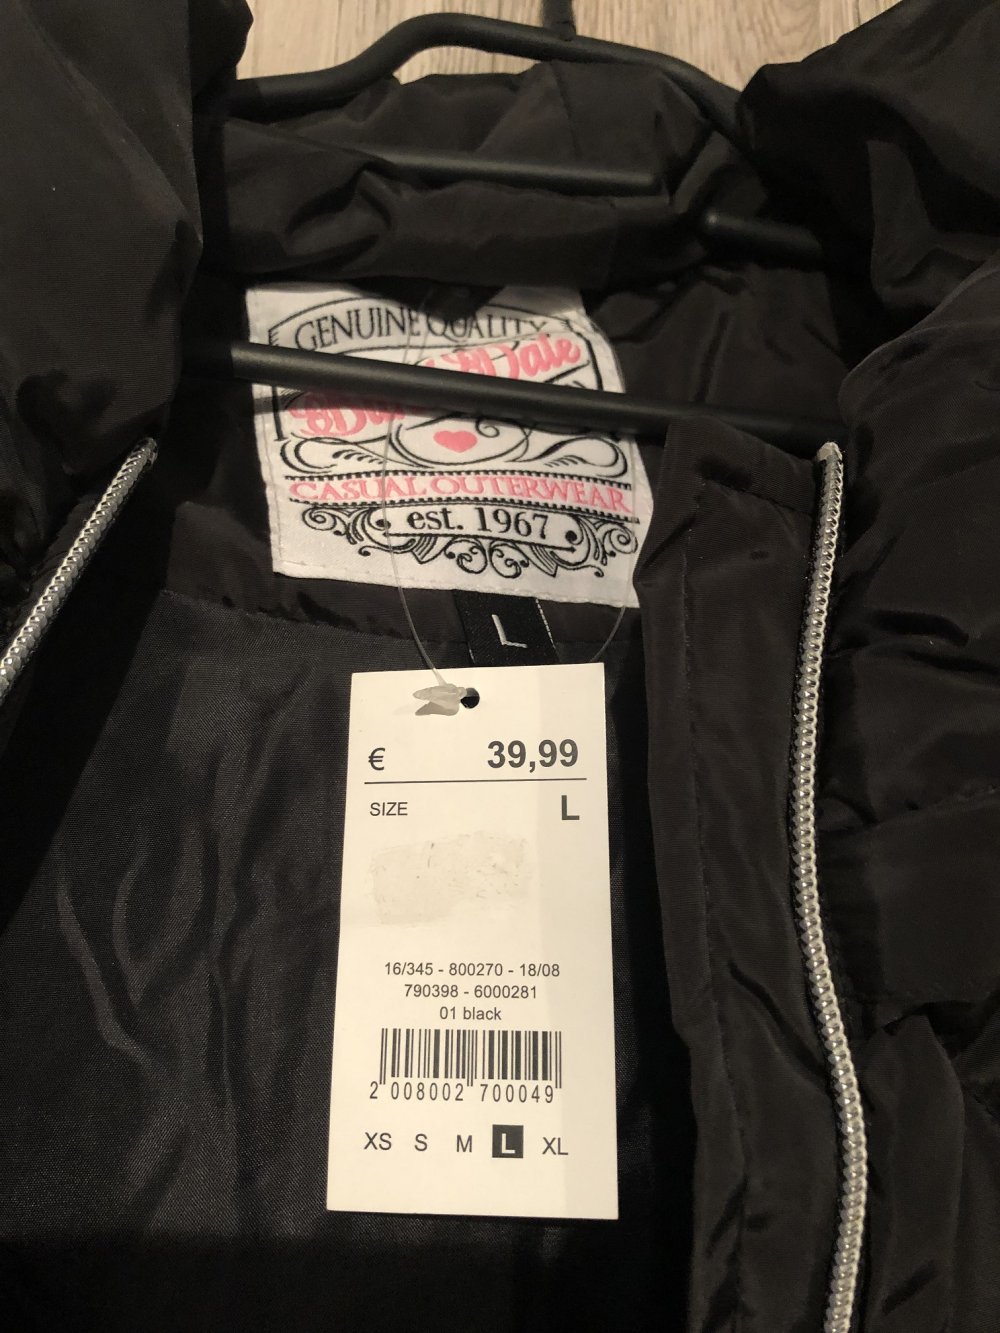 GENUINE QUALITY
Date
CASUAL OUTERWEAR
est. 1967
L
€ 39,99
SIZE L
16/345 - 800270 - 18/08
790398 - 6000281
01 black
2 008002 700049
XS S M L XL